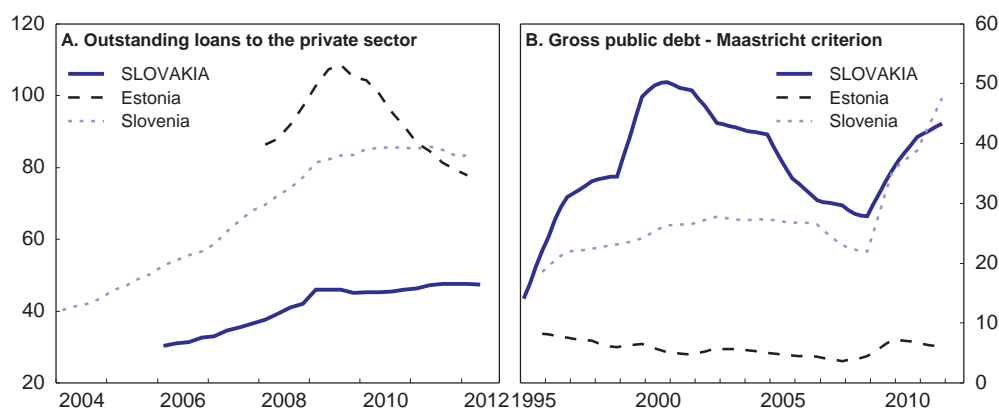 120
100
80
60
40
20
A. Outstanding loans to the private sector
SLOVAKIA
Estonia
Slovenia
2004 2006 2008 2010 2012
B. Gross public debt - Maastricht criterion
SLOVAKIA
Estonia
Slovenia
60
50
40
30
20
10
0
1995 2000 2005 2010